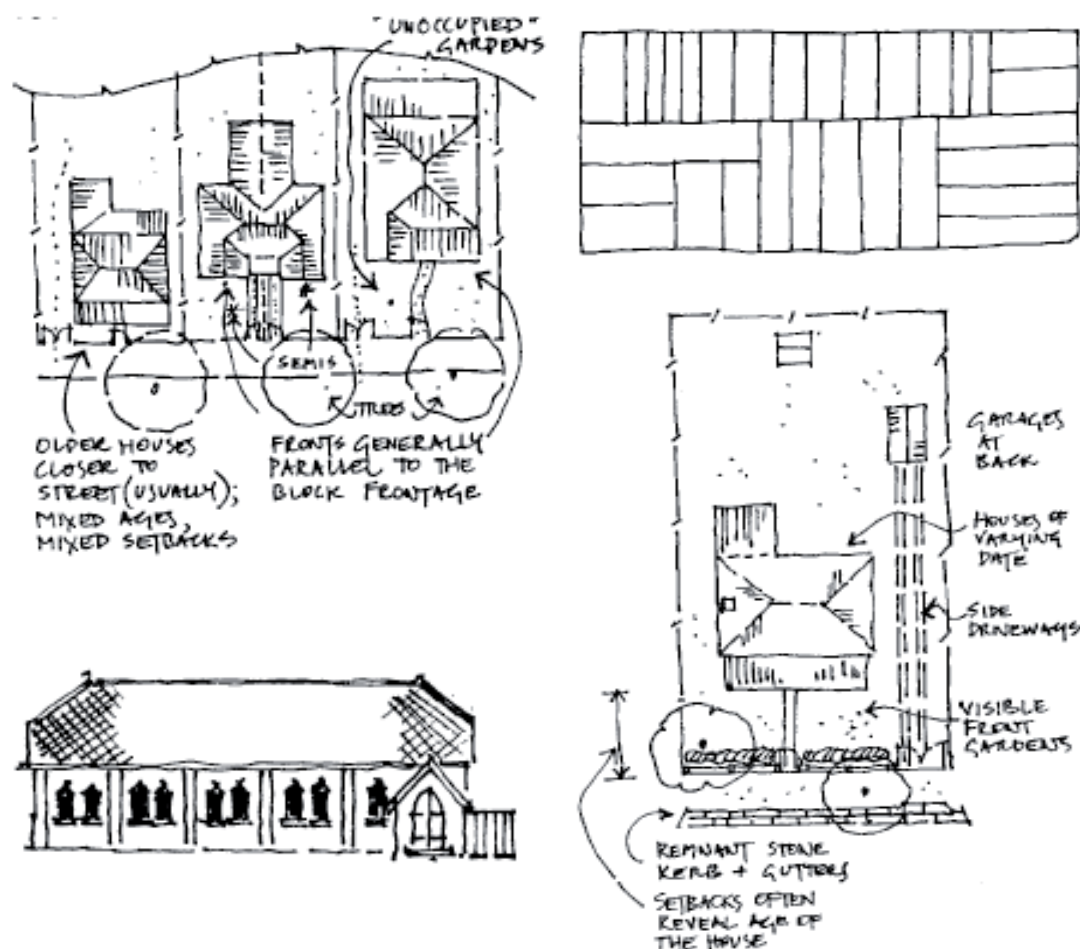 "UNOCCUPIED"
GARDENS
SEMIS
TREES
OLDER HOUSES
CLOSER TO
STREET (USUALLY);
MIXED AGES,
MIXED SETBACKS
FRONTS GENERALLY
PARALLEL TO THE
BLOCK FRONTAGE
GARAGES
AT
BACK
HOUSES OF
VARYING
DATE
SIDE
DRIVEWAYS
VISIBLE
FRONT
GARDENS
REMNANT STONE
KERB + GUTTERS
SETBACKS OFTEN
REVEAL AGE OF
THE HOUSE